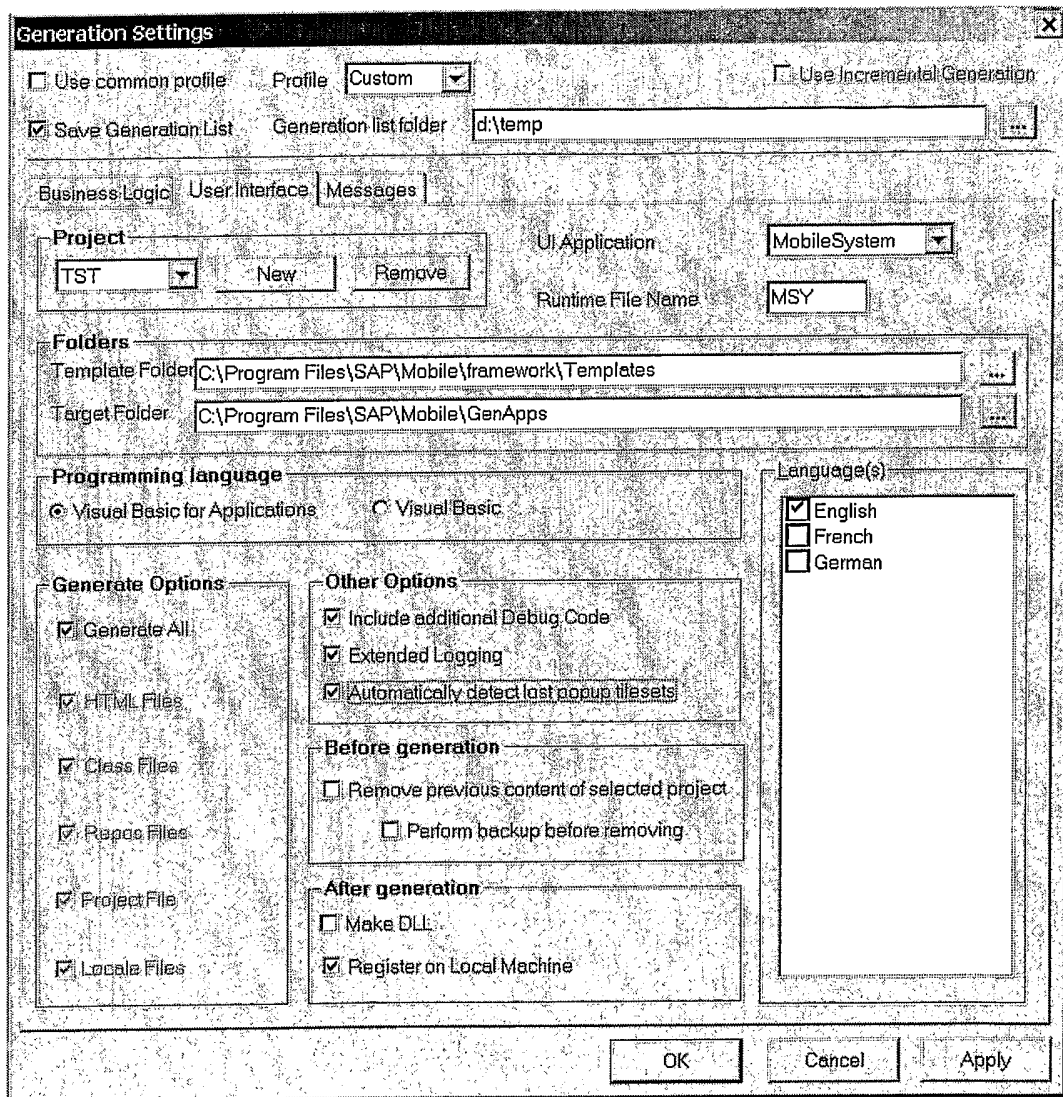 Generation Settings
Use common profile Profile Custom Use Incremental Generation
Save Generation List Generation list folder d:\temp ...
Business Logic User Interface Messages
Project
TST New Remove
UI Application MobileSystem
Runtime File Name MSY
Folders
Template Folder C:\Program Files\SAP\Mobile\framework\Templates ...
Target Folder C:\Program Files\SAP\Mobile\GenApps ...
Programming language
Visual Basic for Applications Visual Basic
Language(s)
English
French
German
Generate Options
Generate All
HTML Files
Class Files
Repos Files
Project File
Locale Files
Other Options
Include additional Debug Code
Extended Logging
Automatically detect last popup tilesets
Before generation
Remove previous content of selected project
Perform backup before removing
After generation
Make DLL
Register on Local Machine
OK Cancel Apply